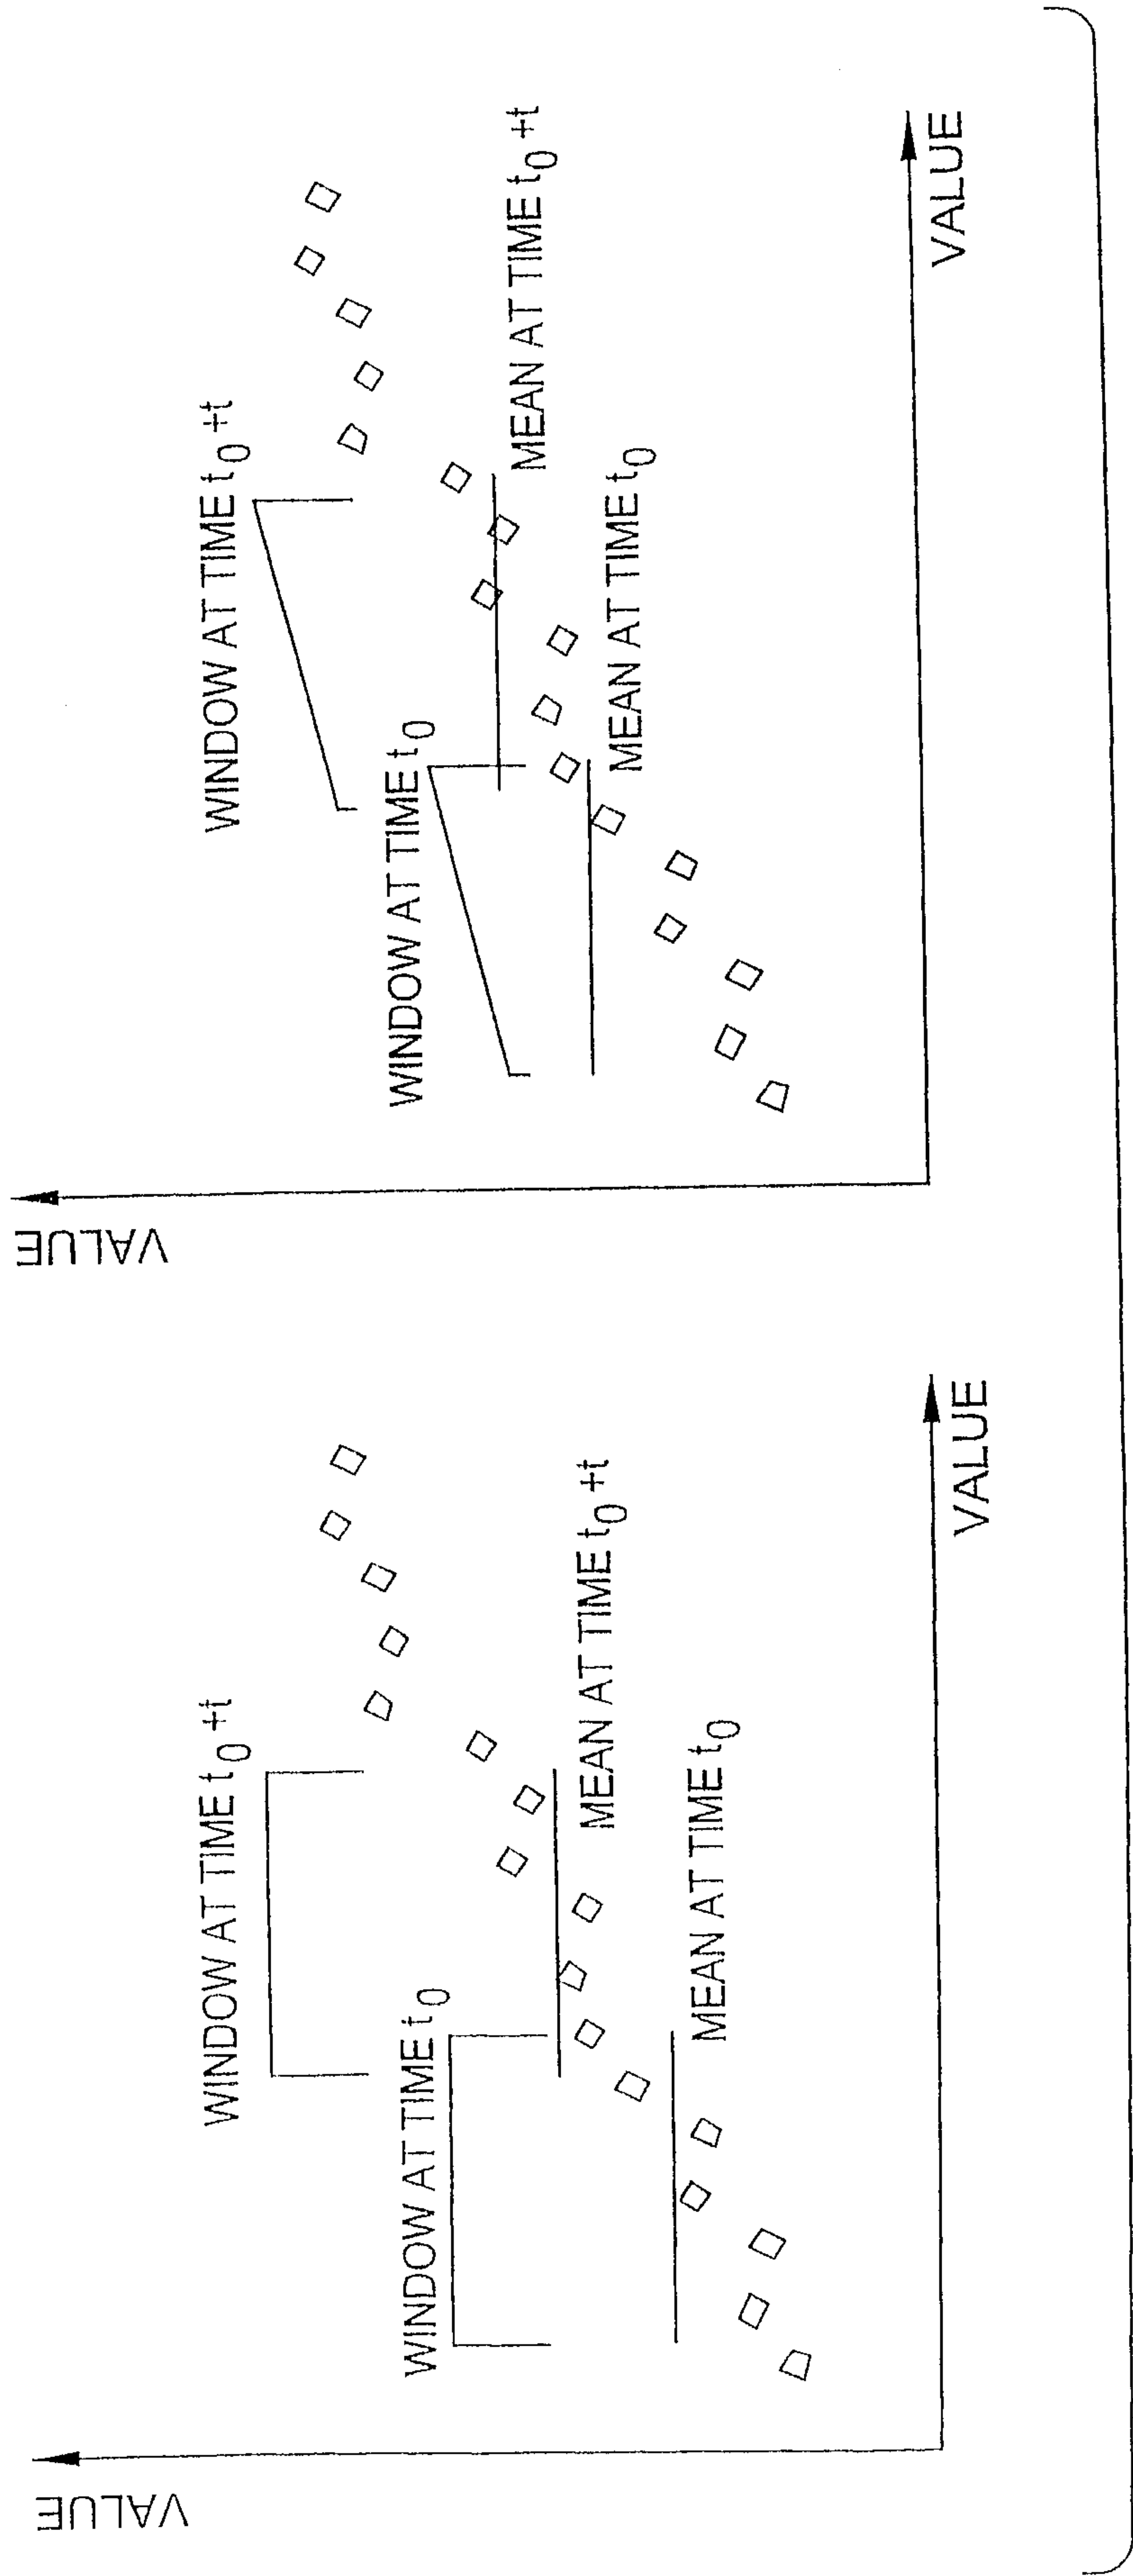 VALUE
WINDOW AT TIME t0 +t
WINDOW AT TIME t0
MEAN AT TIME t0 +t
MEAN AT TIME t0
VALUE
VALUE
WINDOW AT TIME t0 +t
WINDOW AT TIME t0
MEAN AT TIME t0 +t
MEAN AT TIME t0
VALUE